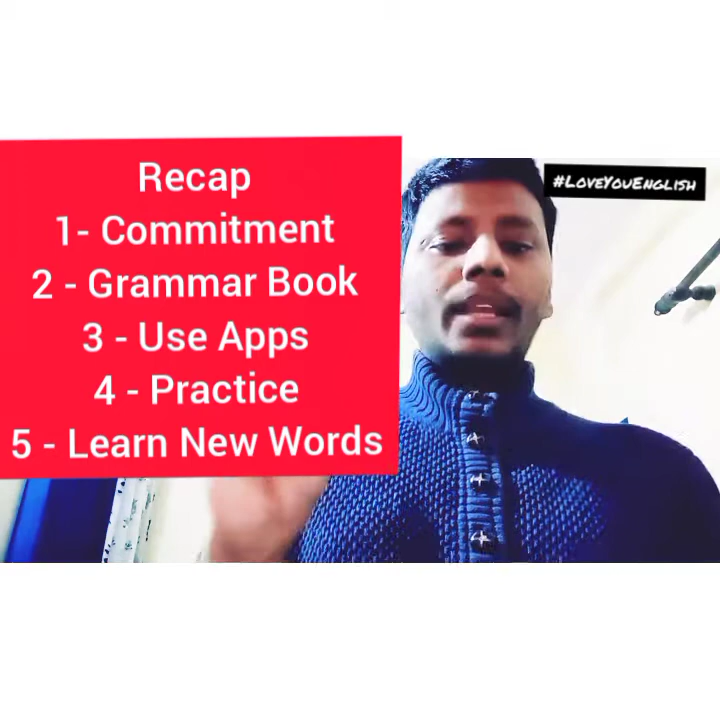 Recap
1- Commitment
2 - Grammar Book
3 - Use Apps
4 - Practice
5 - Learn New Words
#LoveYouEnglish